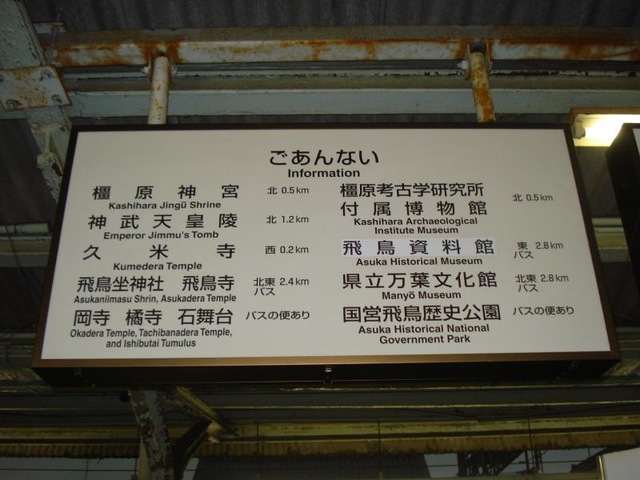 ごあんない
Information
橿原神宮 北 0.5km
Kashihara Jingū Shrine
神武天皇陵 北 1.2km
Emperor Jimmu's Tomb
久米寺 西 0.2km
Kumedera Temple
飛鳥坐神社 飛鳥寺 北東 2.4km
バス
Asukaniimasu Shrin, Asukadera Temple
岡寺 橘寺 石舞台 バスの便あり
Okadera Temple, Tachibanadera Temple,
and Ishibutai Tumulus
橿原考古学研究所
付属博物館 北 0.5km
Kashihara Archaeological
Institute Museum
飛鳥資料館 東 2.8km
バス
Asuka Historical Museum
県立万葉文化館 北東 2.8km
バス
Manyō Museum
国営飛鳥歴史公園 バスの便あり
Asuka Historical National
Government Park